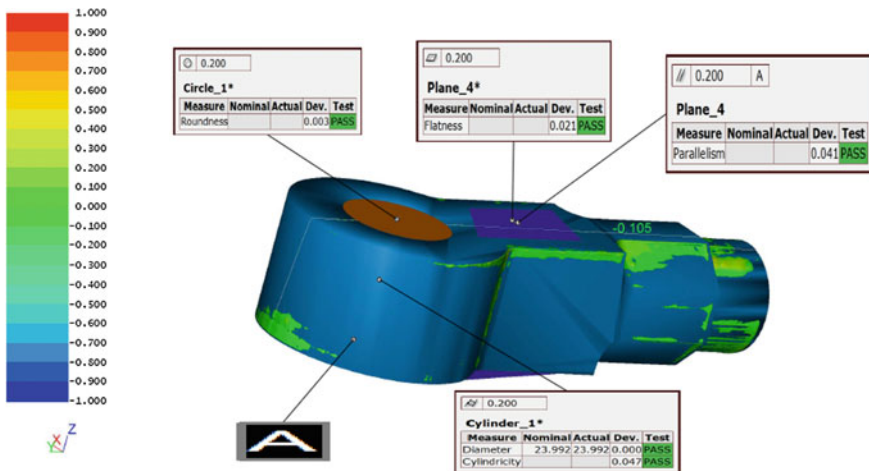 1.000
0.900
0.800
0.700
0.600
0.500
0.400
0.300
0.200
0.100
0.000
-0.100
-0.200
-0.300
-0.400
-0.500
-0.600
-0.700
-0.800
-0.900
-1.000
0.200
Circle_1*
Measure Nominal Actual Dev. Test
Roundness 0.003 PASS
0.200
Plane_4*
Measure Nominal Actual Dev. Test
Flatness 0.021 PASS
// 0.200 A
Plane_4
Measure Nominal Actual Dev. Test
Parallelism 0.041 PASS
-0.105
A
0.200
Cylinder_1*
Measure Nominal Actual Dev. Test
Diameter 23.992 23.992 0.000 PASS
Cylindricity 0.047 PASS
X Y Z